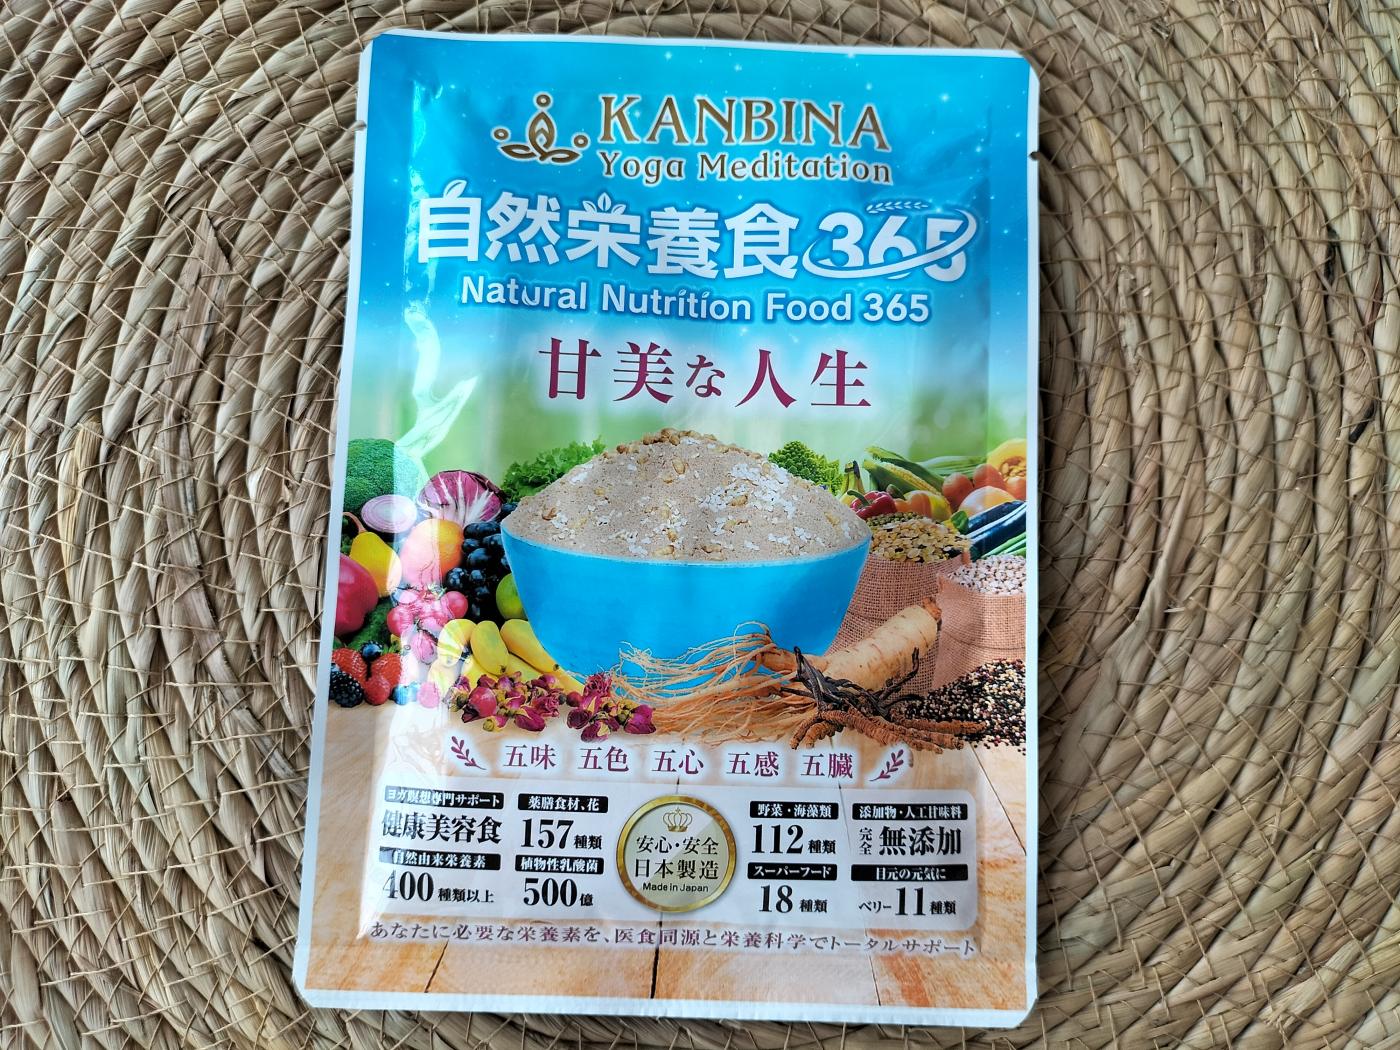 KANBINA
Yoga Meditation
自然栄養食365
Natural Nutrition Food 365
甘美な人生
五味 五色 五心 五感 五臓
ヨガ瞑想専門サポート
健康美容食
薬膳食材、花
157種類
自然由来栄養素
400種類以上
植物性乳酸菌
500億
安心・安全
日本製造
Made in Japan
野菜・海藻類
112種類
添加物・人工甘味料
完全無添加
スーパーフード
18種類
目元の元気に
ベリー11種類
あなたに必要な栄養素を、医食同源と栄養科学でトータルサポート